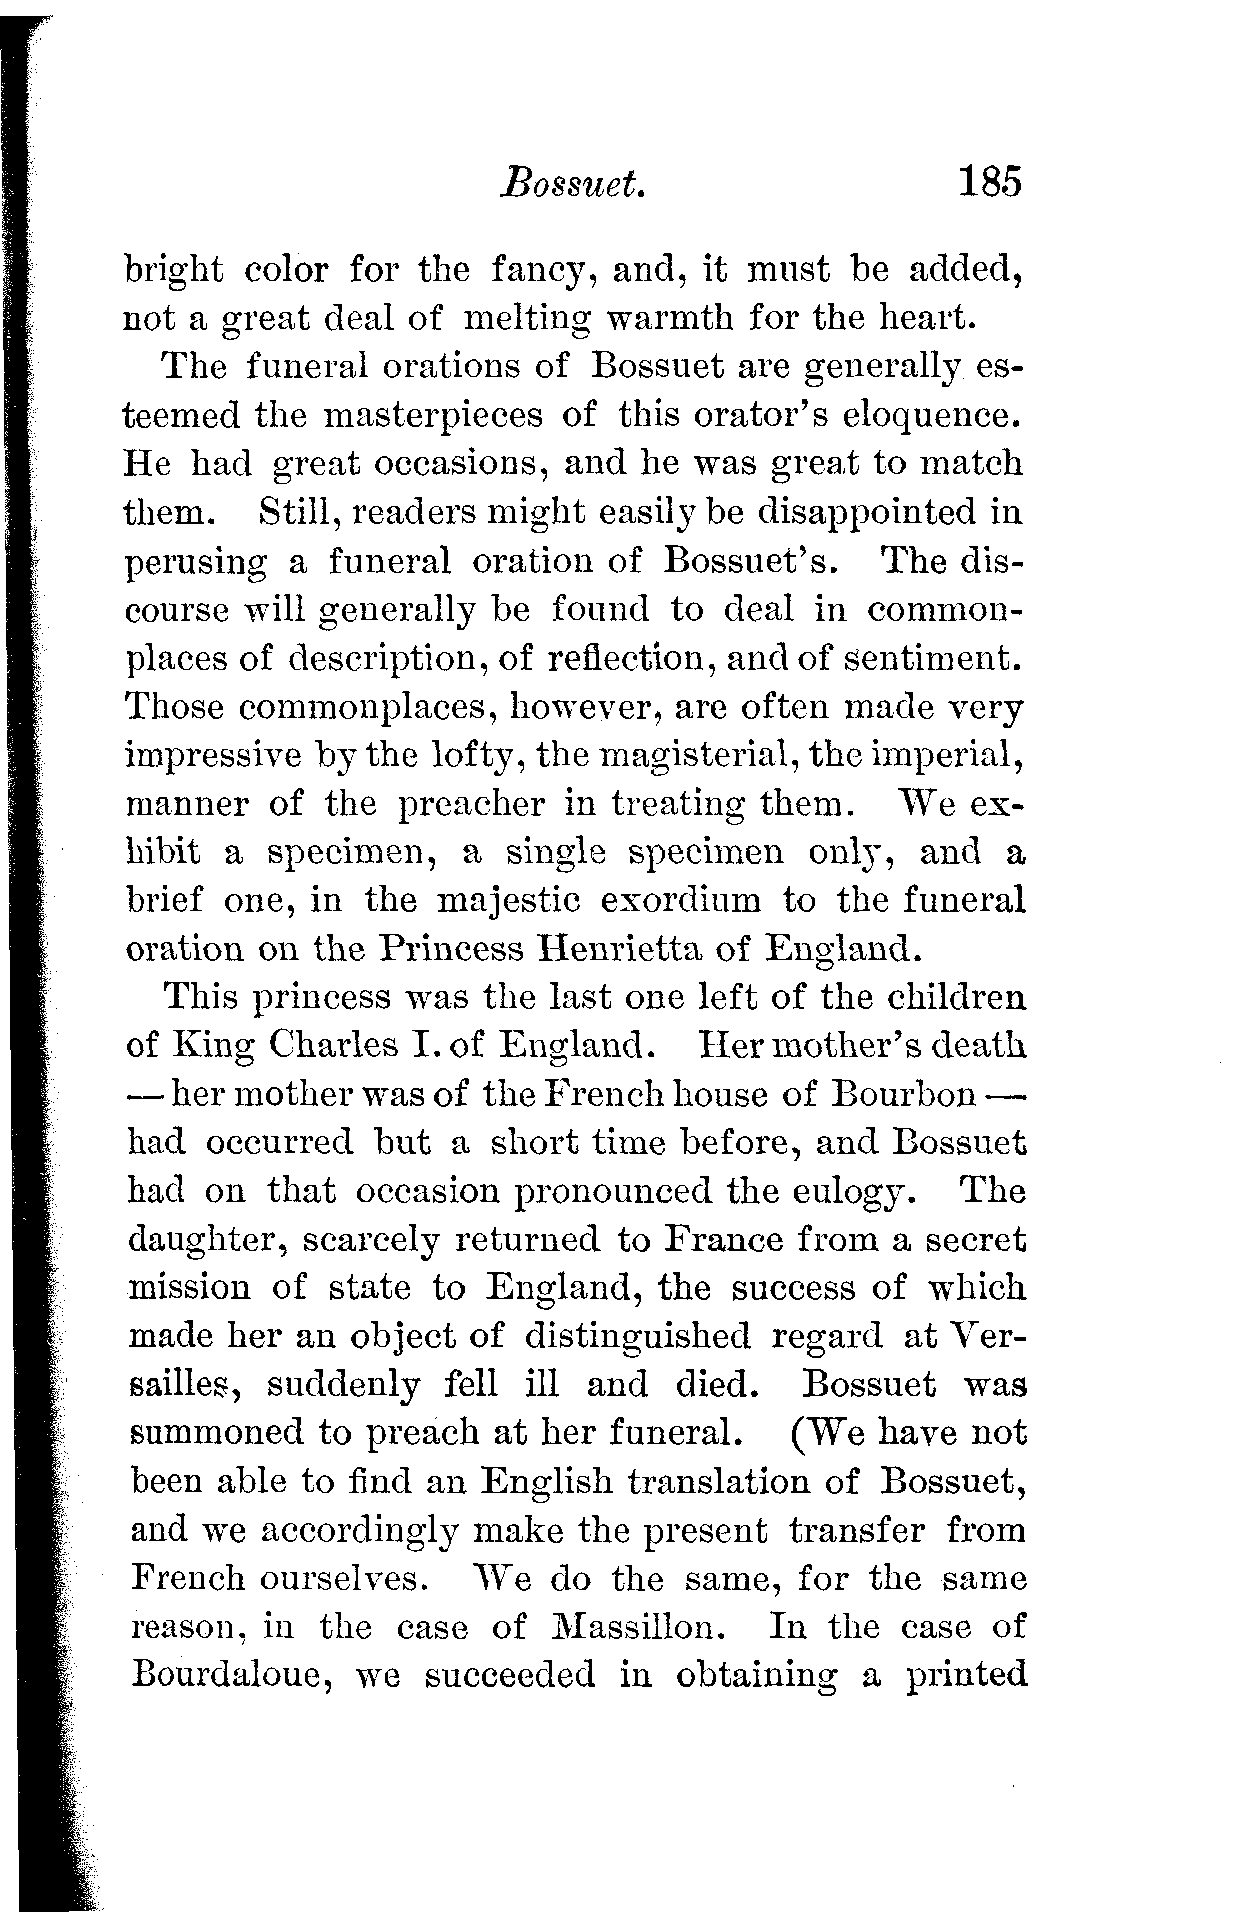 Bossuet. 185
bright color for the fancy, and, it must be added,
not a great deal of melting warmth for the heart.
The funeral orations of Bossuet are generally es-
teemed the masterpieces of this orator's eloquence.
He had great occasions, and he was great to match
them. Still, readers might easily be disappointed in
perusing a funeral oration of Bossuet's. The dis-
course will generally be found to deal in common-
places of description, of reflection, and of sentiment.
Those commonplaces, however, are often made very
impressive by the lofty, the magisterial, the imperial,
manner of the preacher in treating them. We ex-
hibit a specimen, a single specimen only, and a
brief one, in the majestic exordium to the funeral
oration on the Princess Henrietta of England.
This princess was the last one left of the children
of King Charles I. of England. Her mother's death
— her mother was of the French house of Bourbon —
had occurred but a short time before, and Bossuet
had on that occasion pronounced the eulogy. The
daughter, scarcely returned to France from a secret
mission of state to England, the success of which
made her an object of distinguished regard at Ver-
sailles, suddenly fell ill and died. Bossuet was
summoned to preach at her funeral. (We have not
been able to find an English translation of Bossuet,
and we accordingly make the present transfer from
French ourselves. We do the same, for the same
reason, in the case of Massillon. In the case of
Bourdaloue, we succeeded in obtaining a printed